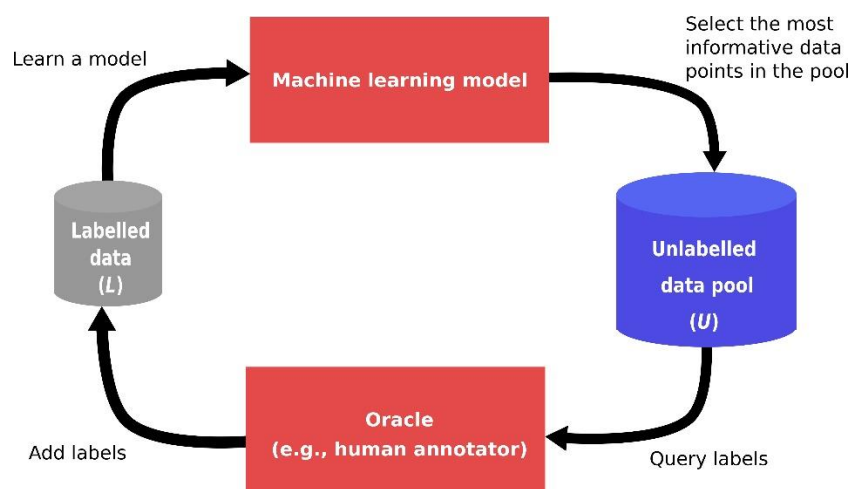 Learn a model
Machine learning model
Select the most
informative data
points in the pool
Labelled
data
(L)
Unlabelled
data pool
(U)
Oracle
(e.g., human annotator)
Add labels
Query labels